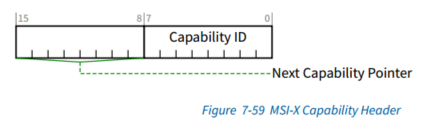 15 8 7 0
Capability ID
Next Capability Pointer
Figure 7-59 MSI-X Capability Header